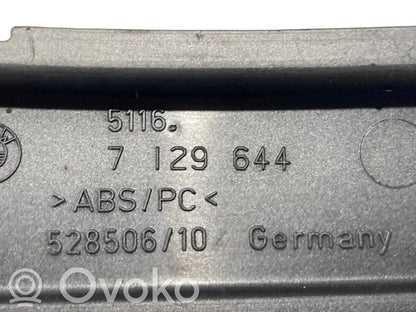 5116.
7 129 644
>ABS/PC<
528506/10 Germany
© Ovoko